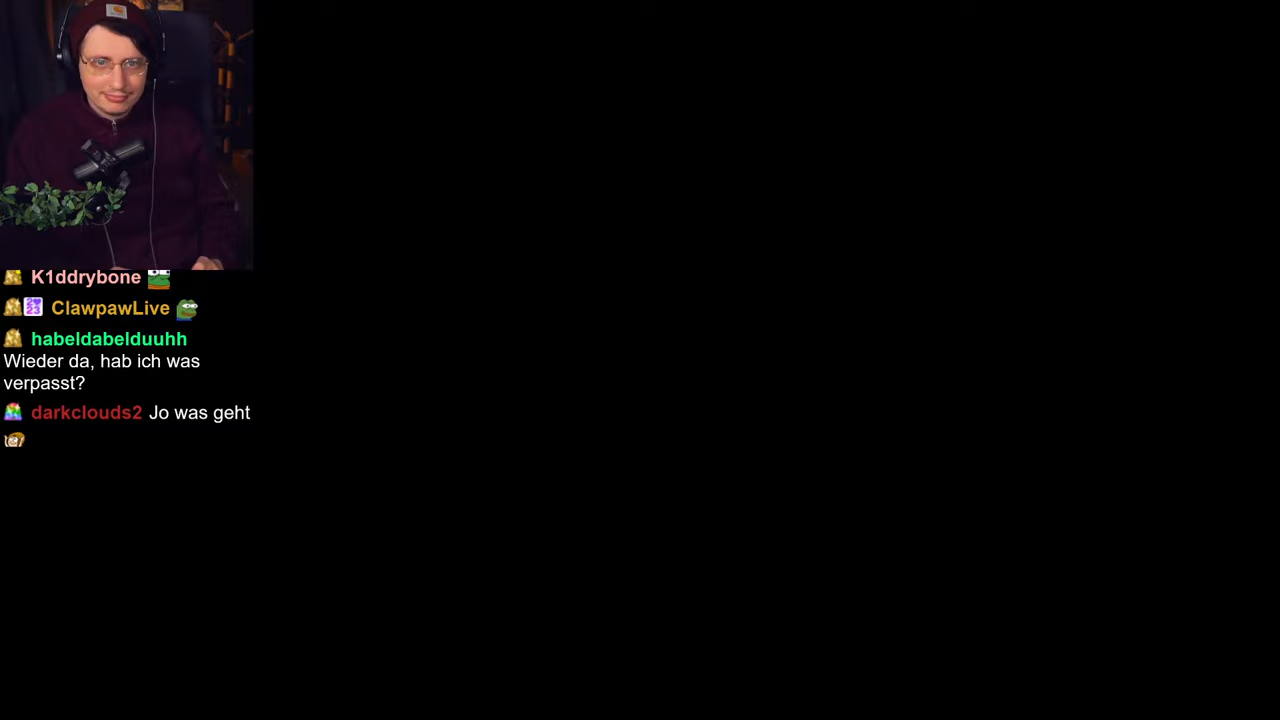 K1ddrybone
ClawpawLive
habeldabelduuhh
Wieder da, hab ich was
verpasst?
darkclouds2 Jo was geht